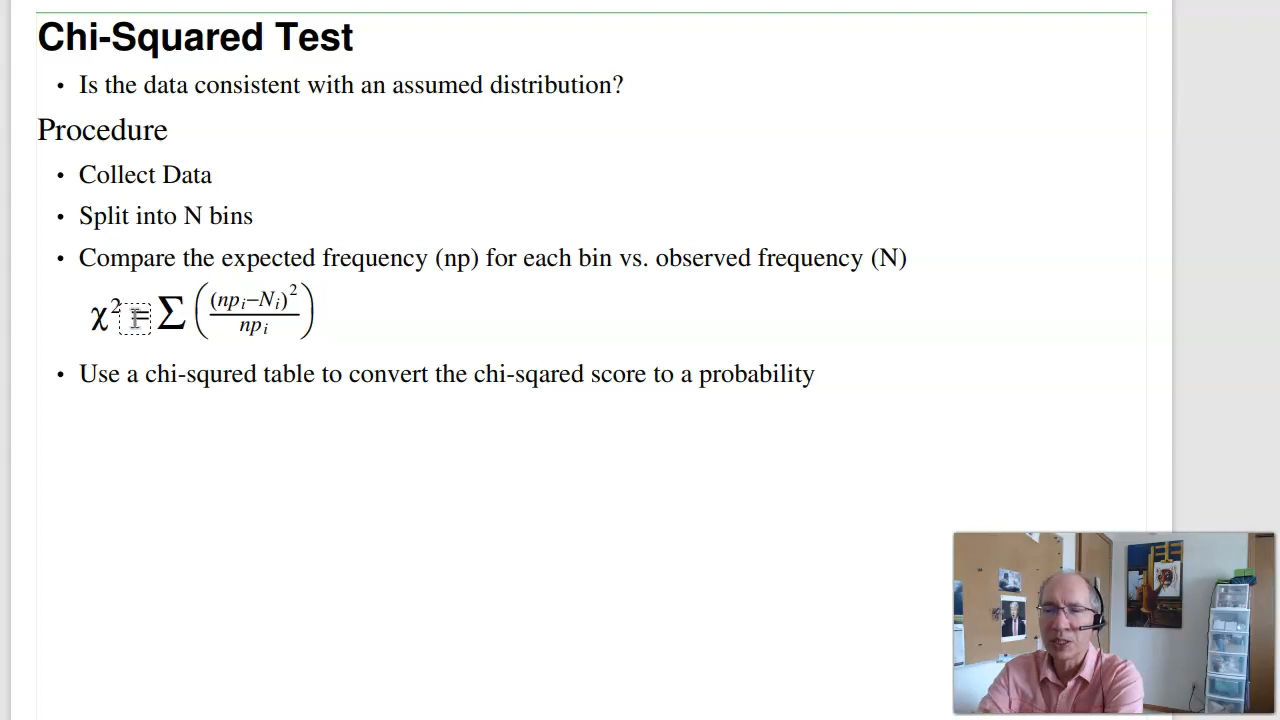 Chi-Squared Test
• Is the data consistent with an assumed distribution?
Procedure
• Collect Data
• Split into N bins
• Compare the expected frequency (np) for each bin vs. observed frequency (N)
χ² = Σ ( (npᵢ−Nᵢ)² / npᵢ )
• Use a chi-squred table to convert the chi-sqared score to a probability